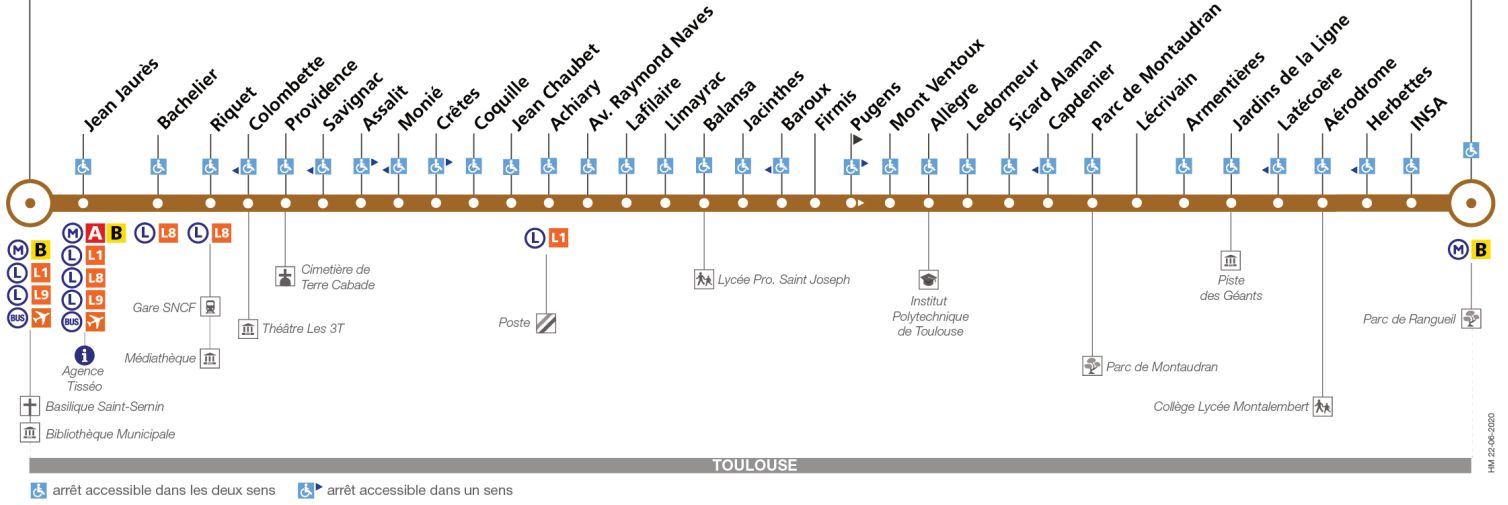 Jean Jaurès
Bachelier
Riquet
Colombette
Providence
Savignac
Assalit
Monié
Crêtes
Coquille
Jean Chaubet
Achiary
Av. Raymond Naves
Lafilaire
Limayrac
Balansa
Jacinthes
Baroux
Firmis
Pugens
Mont Ventoux
Allègre
Ledormeur
Sicard Alaman
Capdenier
Parc de Montaudran
Lécrivain
Armentières
Jardins de la Ligne
Latécoère
Aérodrome
Herbettes
INSA
M B
L L1
L L9
BUS
M A B
L L1
L L8
L L9
BUS
i
Agence
Tisséo
L L8
L L8
L L1
M B
Basilique Saint-Sernin
Bibliothèque Municipale
Gare SNCF
Médiathèque
Théâtre Les 3T
Cimetière de
Terre Cabade
Poste
Lycée Pro. Saint Joseph
Institut
Polytechnique
de Toulouse
Parc de Montaudran
Piste
des Géants
Collège Lycée Montalembert
Parc de Rangueil
HM 22-06-2020
TOULOUSE
arrêt accessible dans les deux sens
arrêt accessible dans un sens